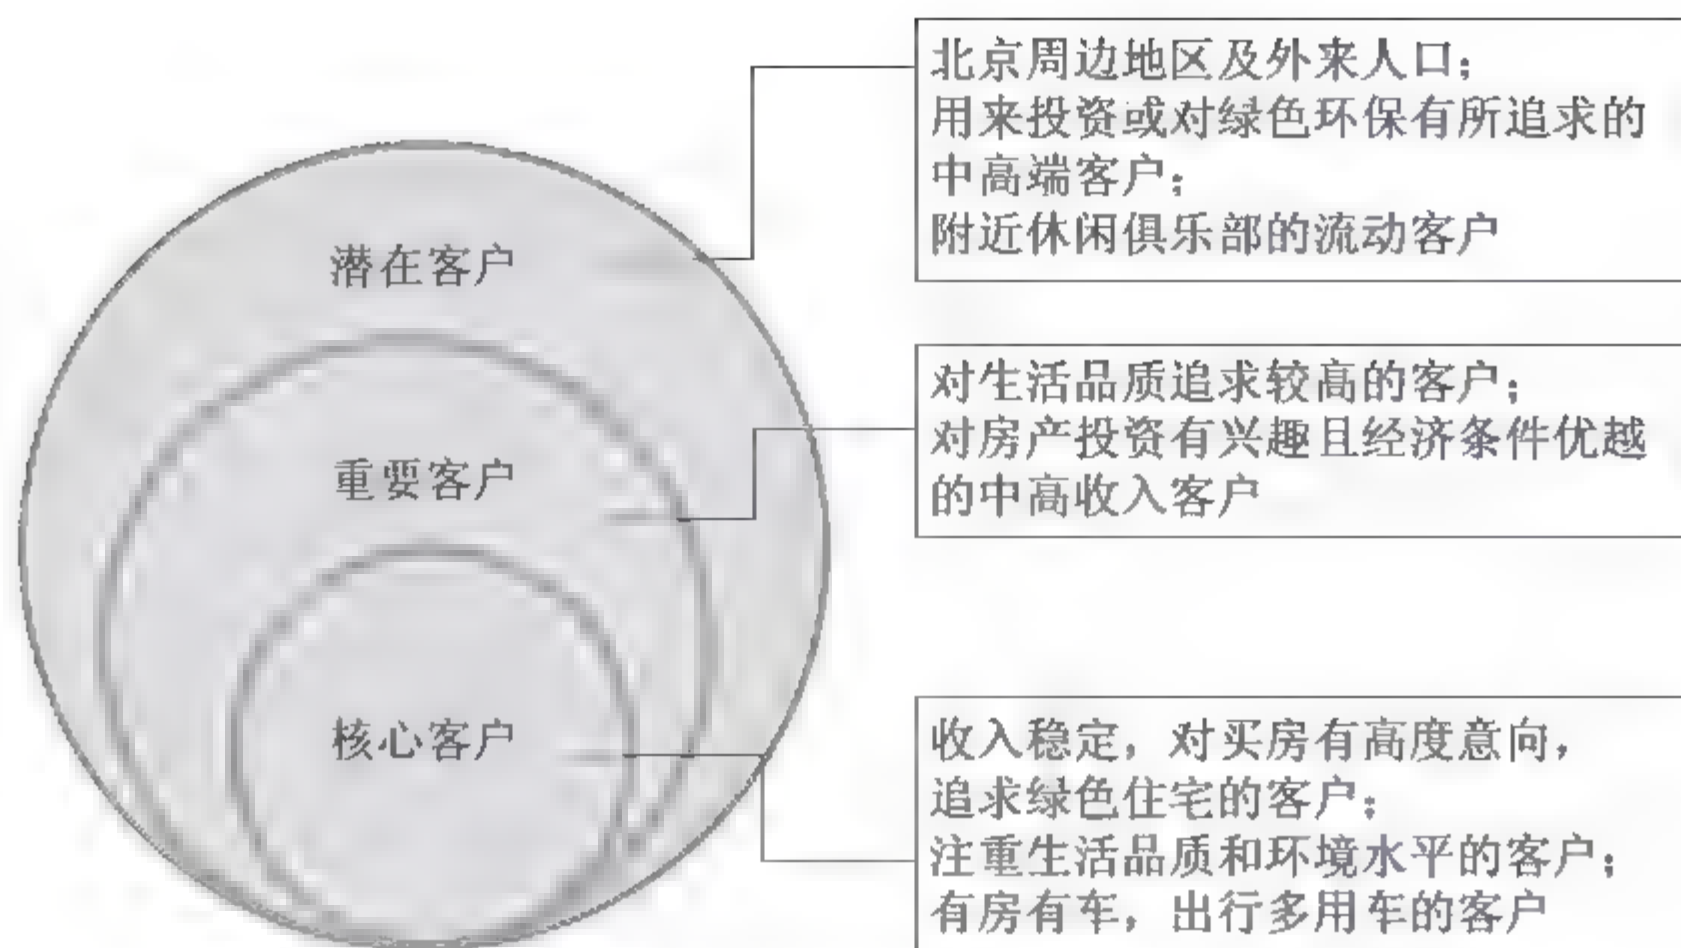 北京周边地区及外来人口；
用来投资或对绿色环保有所追求的
中高端客户；
附近休闲俱乐部的流动客户
潜在客户
对生活品质追求较高的客户；
对房产投资有兴趣且经济条件优越
的中高收入客户
重要客户
收入稳定，对买房有高度意向，
追求绿色住宅的客户；
注重生活品质和环境水平的客户；
有房有车，出行多用车的客户
核心客户